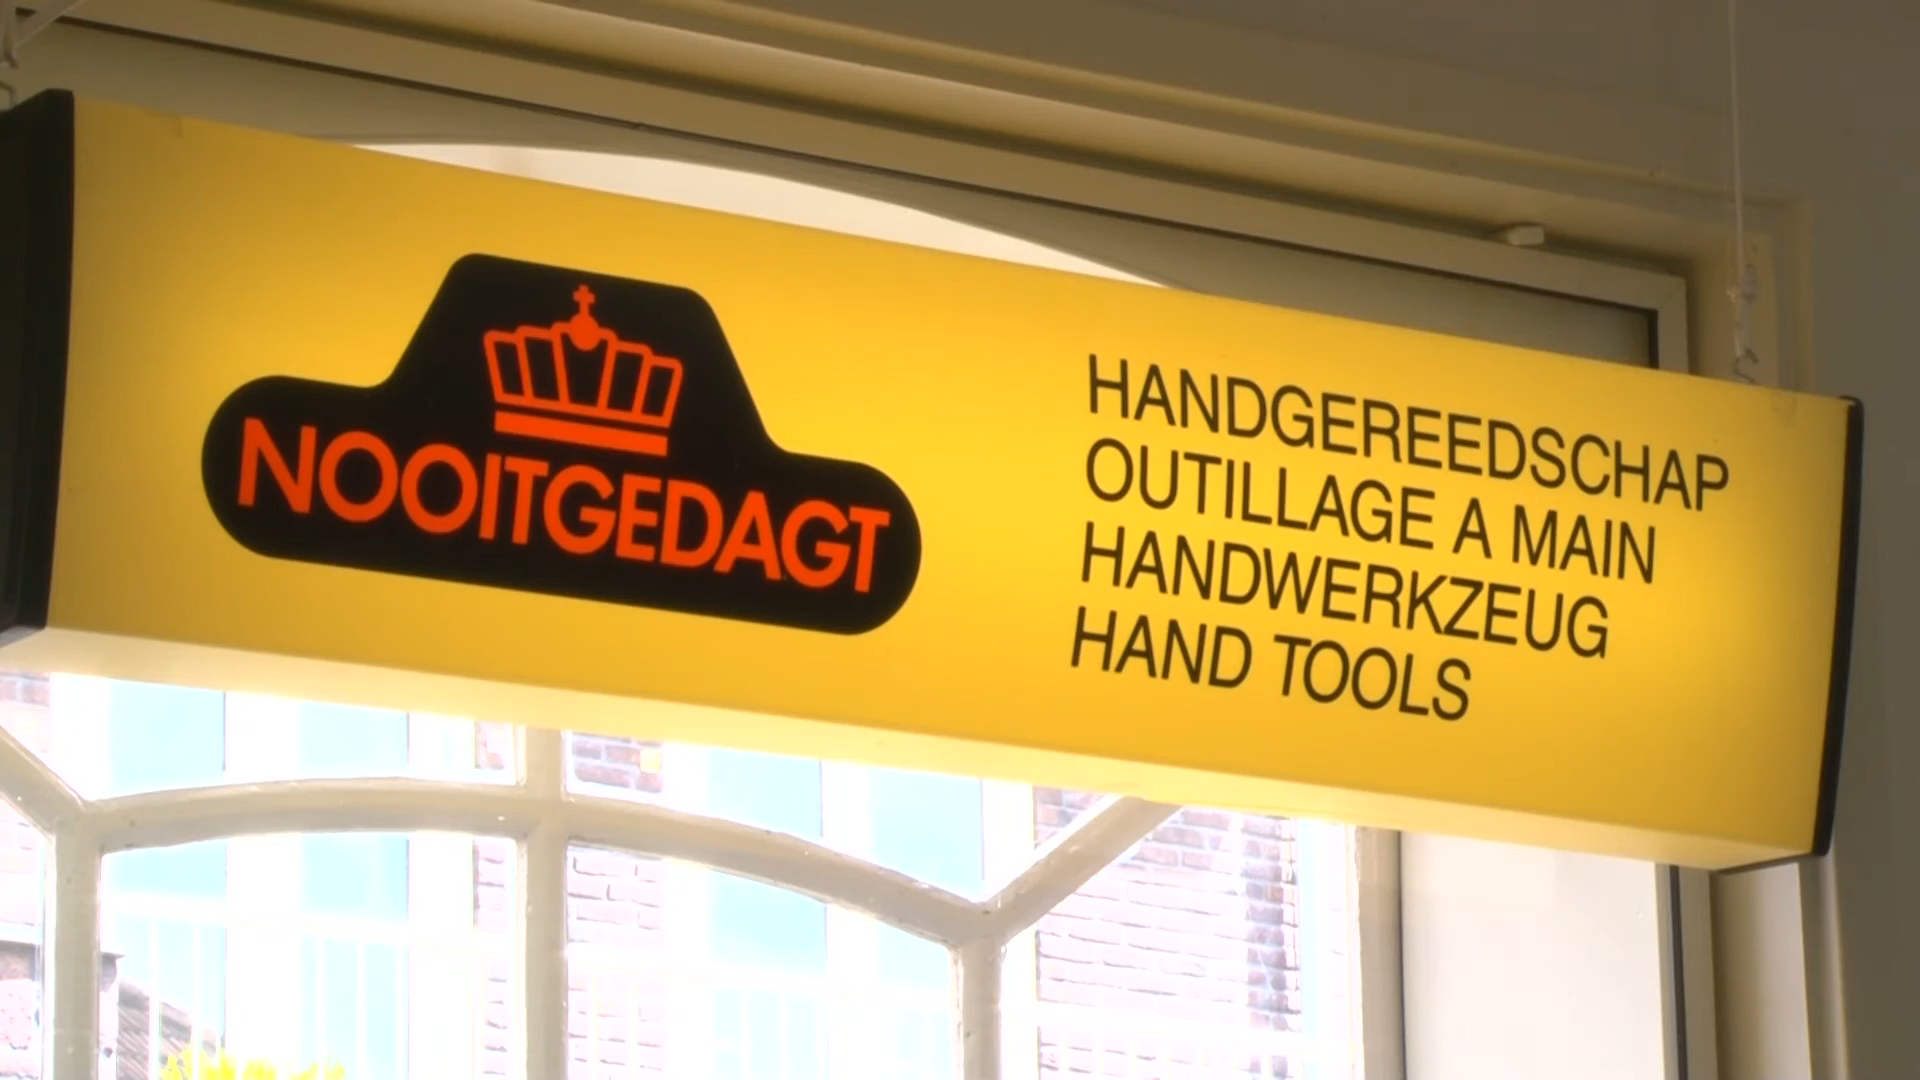 NOOITGEDAGT
HANDGEREEDSCHAP
OUTILLAGE A MAIN
HANDWERKZEUG
HAND TOOLS